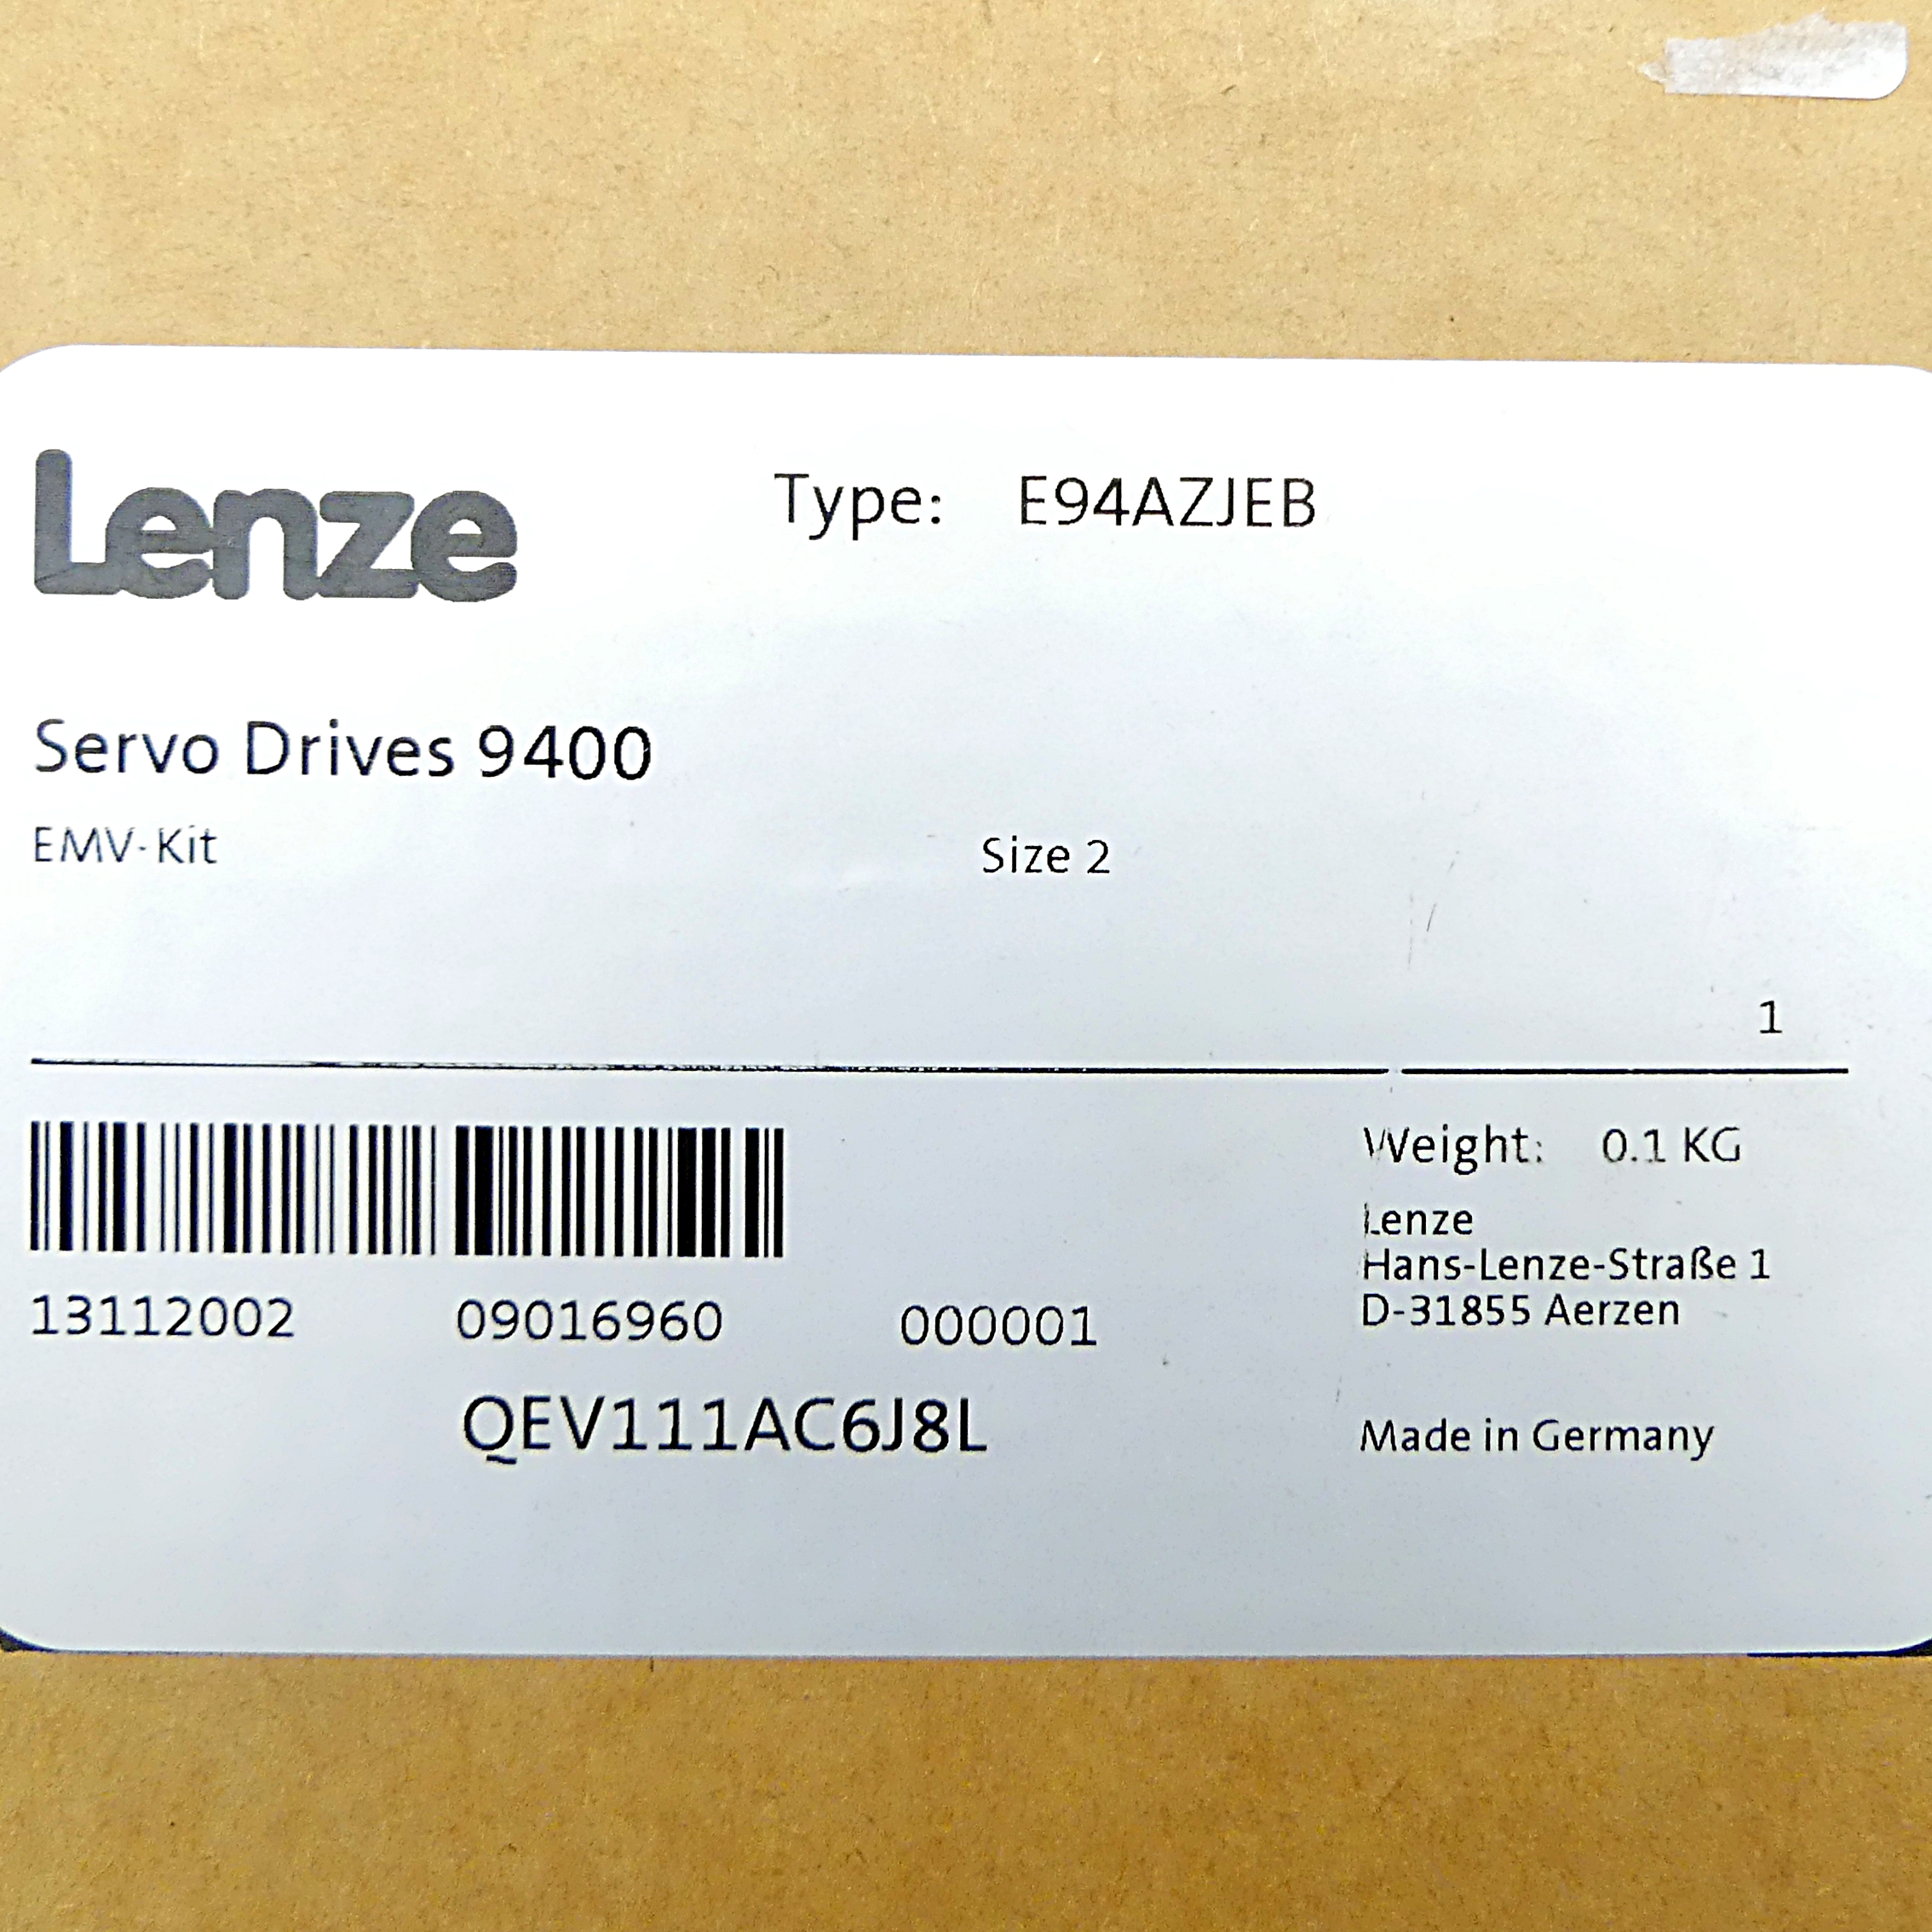 Lenze
Type: E94AZJEB
Servo Drives 9400
EMV-Kit Size 2
1
13112002 09016960 000001
QEV111AC6J8L
Weight: 0.1 KG
Lenze
Hans-Lenze-Straße 1
D-31855 Aerzen
Made in Germany